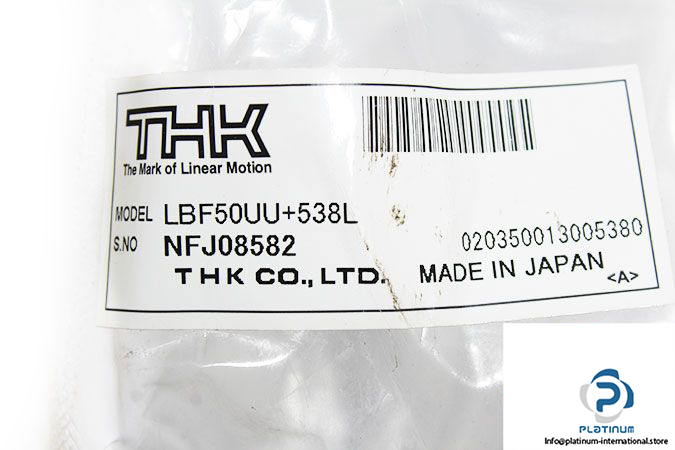 THK
The Mark of Linear Motion
MODEL LBF50UU+538L
S.NO NFJ08582
020350013005380
THK CO., LTD. MADE IN JAPAN
<A>
PLATINUM
Info@platinum-international.store